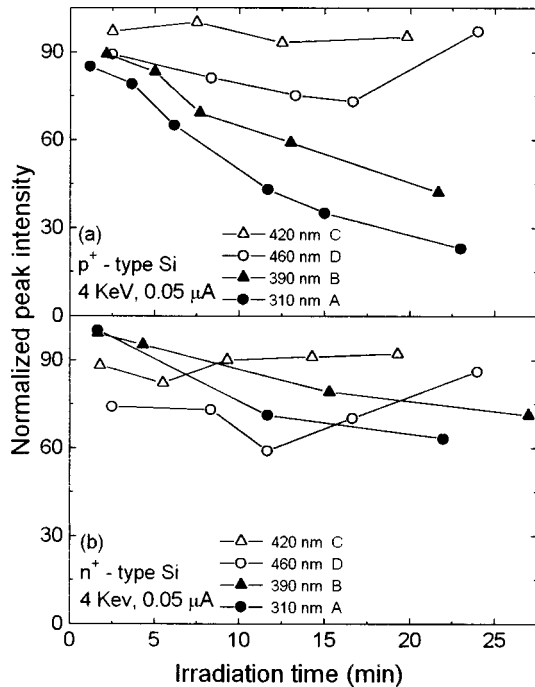 Normalized peak intensity
90
60
30
0
(a)
p+ - type Si
4 KeV, 0.05 μA
420 nm C
460 nm D
390 nm B
310 nm A
90
60
30
0
(b)
n+ - type Si
4 Kev, 0.05 μA
420 nm C
460 nm D
390 nm B
310 nm A
0 5 10 15 20 25
Irradiation time (min)